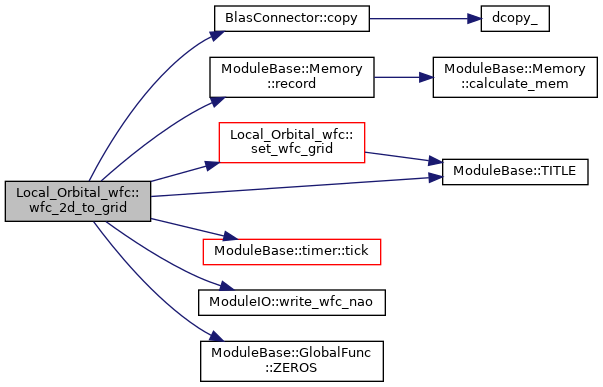 Local_Orbital_wfc::
wfc_2d_to_grid
BlasConnector::copy
dcopy_
ModuleBase::Memory
::record
ModuleBase::Memory
::calculate_mem
Local_Orbital_wfc::
set_wfc_grid
ModuleBase::TITLE
ModuleBase::timer::tick
ModuleIO::write_wfc_nao
ModuleBase::GlobalFunc
::ZEROS